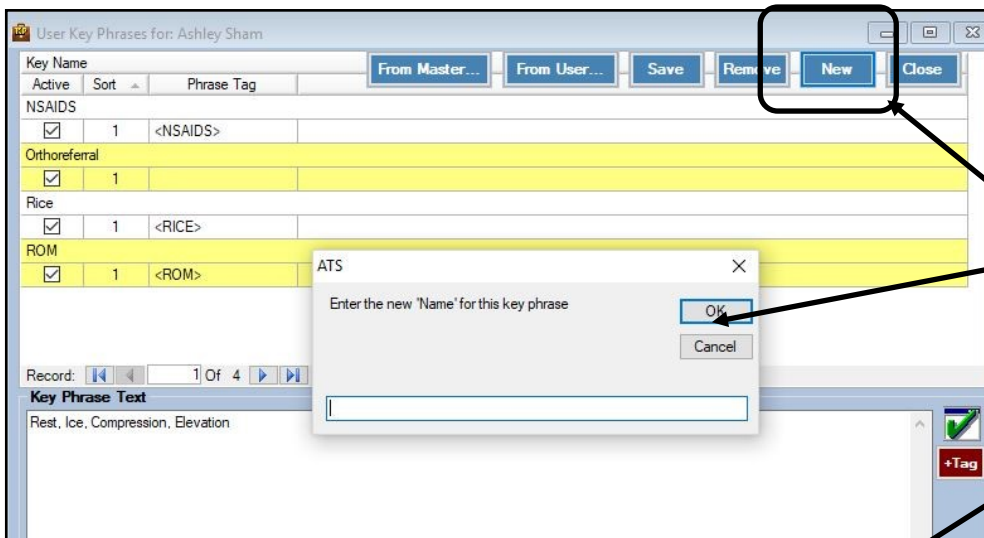 User Key Phrases for: Ashley Sham
Key Name
From Master... From User... Save Remove New Close
Active Sort Phrase Tag
NSAIDS
1 <NSAIDS>
Orthoreferral
1
Rice
1 <RICE>
ROM
1 <ROM>
ATS
Enter the new 'Name' for this key phrase
OK
Cancel
Record: 1 Of 4
Key Phrase Text
Rest, Ice, Compression, Elevation
+Tag